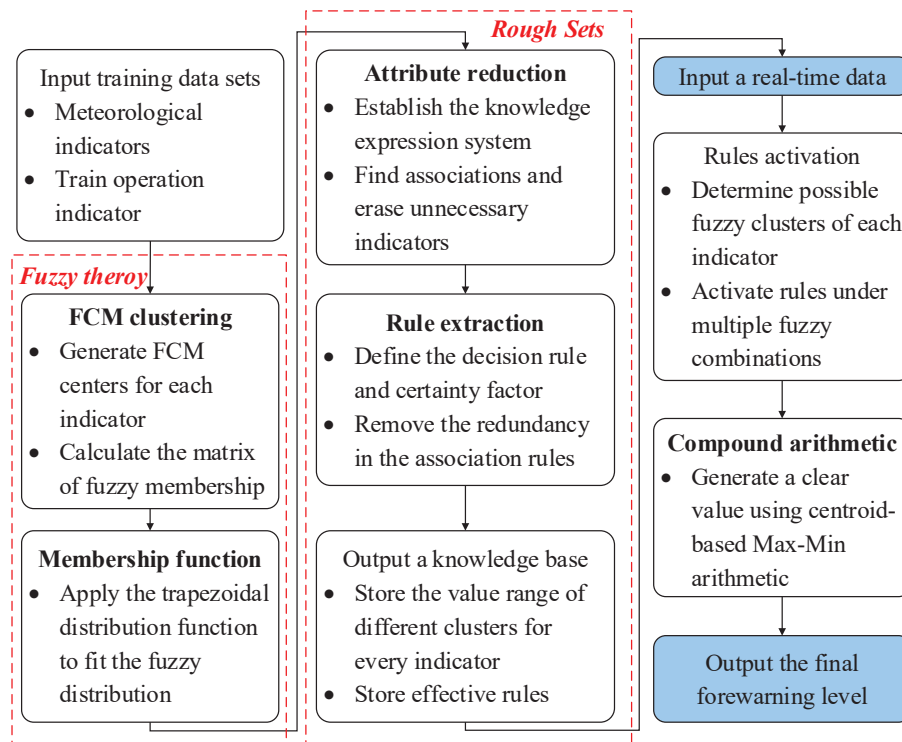 Input training data sets
• Meteorological
indicators
• Train operation
indicator
Fuzzy theroy
FCM clustering
• Generate FCM
centers for each
indicator
• Calculate the matrix
of fuzzy membership
Membership function
• Apply the trapezoidal
distribution function
to fit the fuzzy
distribution
Rough Sets
Attribute reduction
• Establish the knowledge
expression system
• Find associations and
erase unnecessary
indicators
Rule extraction
• Define the decision rule
and certainty factor
• Remove the redundancy
in the association rules
Output a knowledge base
• Store the value range of
different clusters for
every indicator
• Store effective rules
Input a real-time data
Rules activation
• Determine possible
fuzzy clusters of each
indicator
• Activate rules under
multiple fuzzy
combinations
Compound arithmetic
• Generate a clear
value using centroid-
based Max-Min
arithmetic
Output the final
forewarning level